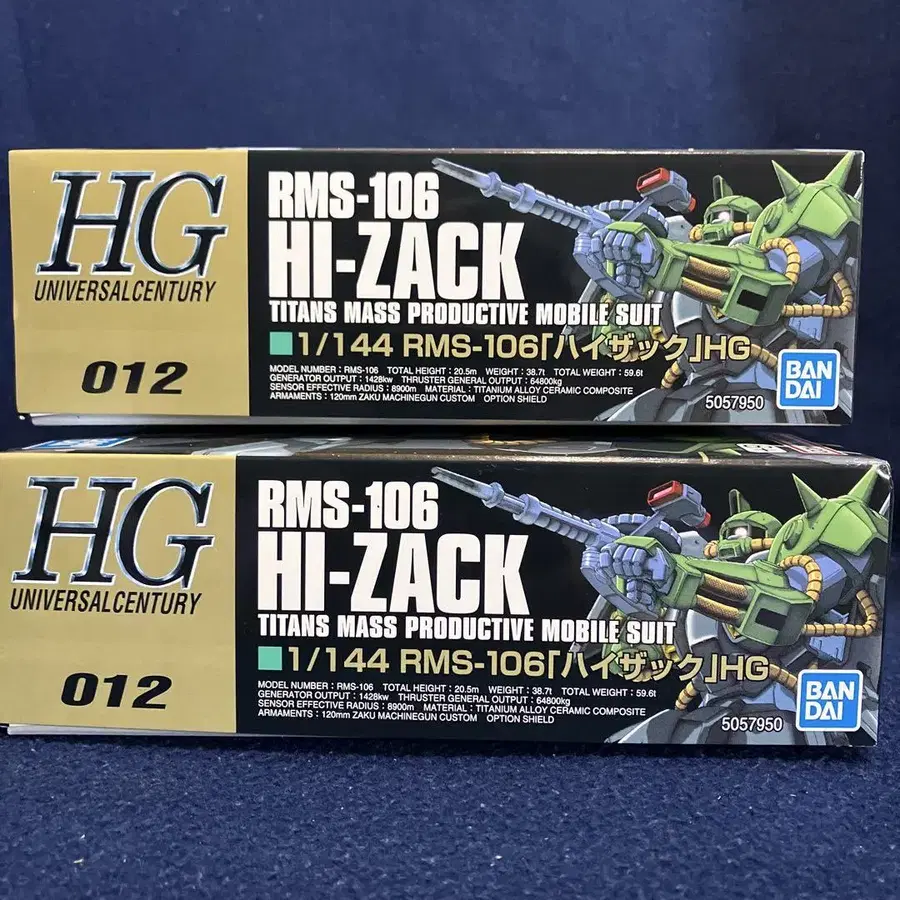 HG
UNIVERSAL CENTURY
012
RMS-106
HI-ZACK
TITANS MASS PRODUCTIVE MOBILE SUIT
1/144 RMS-106「ハイザック」HG
MODEL NUMBER : RMS-106 TOTAL HEIGHT : 20.5m WEIGHT : 38.7t TOTAL WEIGHT : 59.6t
GENERATOR OUTPUT : 1428kw THRUSTER GENERAL OUTPUT : 64800kg
SENSOR EFFECTIVE RADIUS : 8900m MATERIAL : TITANIUM ALLOY CERAMIC COMPOSITE
ARMAMENTS : 120mm ZAKU MACHINEGUN CUSTOM OPTION SHIELD
BAN
DAI
5057950
HG
UNIVERSAL CENTURY
012
RMS-106
HI-ZACK
TITANS MASS PRODUCTIVE MOBILE SUIT
1/144 RMS-106「ハイザック」HG
MODEL NUMBER : RMS-106 TOTAL HEIGHT : 20.5m WEIGHT : 38.7t TOTAL WEIGHT : 59.6t
GENERATOR OUTPUT : 1428kw THRUSTER GENERAL OUTPUT : 64800kg
SENSOR EFFECTIVE RADIUS : 8900m MATERIAL : TITANIUM ALLOY CERAMIC COMPOSITE
ARMAMENTS : 120mm ZAKU MACHINEGUN CUSTOM OPTION SHIELD
BAN
DAI
5057950